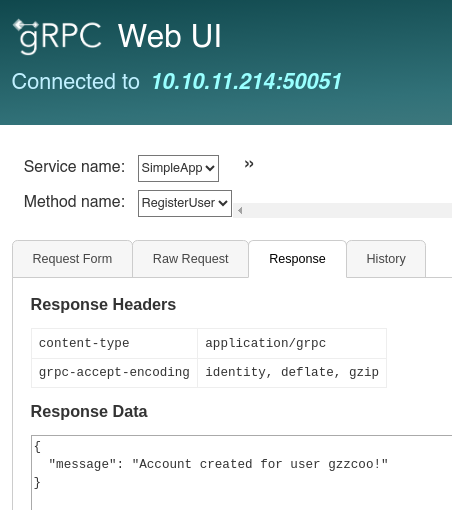 gRPC Web UI
Connected to 10.10.11.214:50051
Service name: SimpleApp »
Method name: RegisterUser
Request Form Raw Request Response History
Response Headers
content-type application/grpc
grpc-accept-encoding identity, deflate, gzip
Response Data
{
"message": "Account created for user gzzcoo!"
}